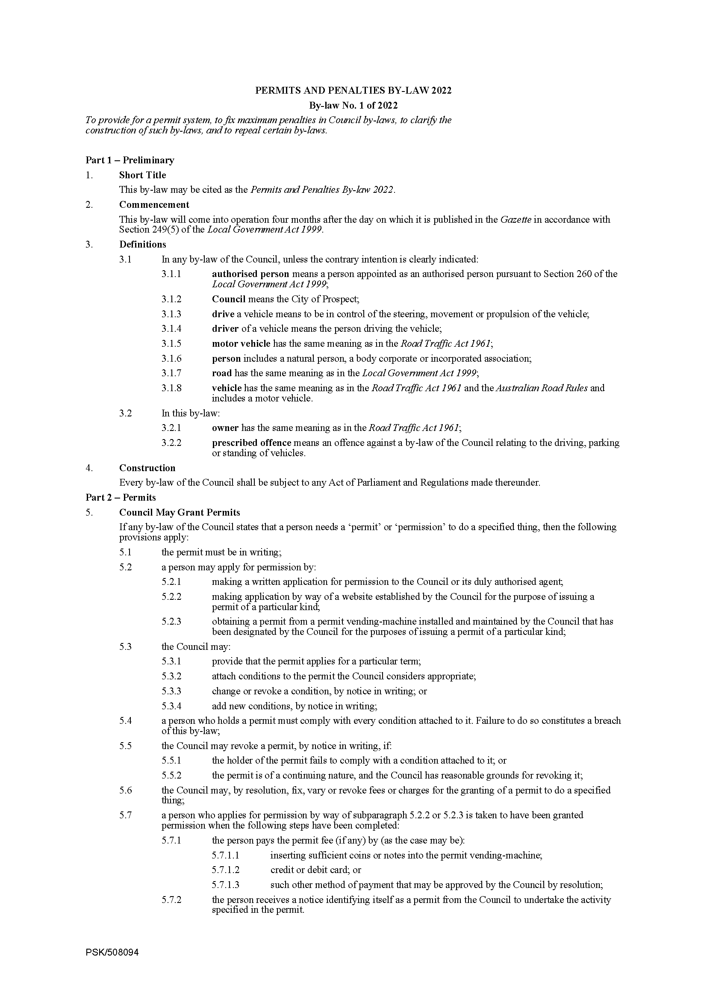 PERMITS AND PENALTIES BY-LAW 2022
By-law No. 1 of 2022
To provide for a permit system, to fix maximum penalties in Council by-laws, to clarify the
construction of such by-laws, and to repeal certain by-laws.
Part 1 – Preliminary
1. Short Title
This by-law may be cited as the Permits and Penalties By-law 2022.
2. Commencement
This by-law will come into operation four months after the day on which it is published in the Gazette in accordance with
Section 249(5) of the Local Government Act 1999.
3. Definitions
3.1 In any by-law of the Council, unless the contrary intention is clearly indicated:
3.1.1 authorised person means a person appointed as an authorised person pursuant to Section 260 of the
Local Government Act 1999;
3.1.2 Council means the City of Prospect;
3.1.3 drive a vehicle means to be in control of the steering, movement or propulsion of the vehicle;
3.1.4 driver of a vehicle means the person driving the vehicle;
3.1.5 motor vehicle has the same meaning as in the Road Traffic Act 1961;
3.1.6 person includes a natural person, a body corporate or incorporated association;
3.1.7 road has the same meaning as in the Local Government Act 1999;
3.1.8 vehicle has the same meaning as in the Road Traffic Act 1961 and the Australian Road Rules and
includes a motor vehicle.
3.2 In this by-law:
3.2.1 owner has the same meaning as in the Road Traffic Act 1961;
3.2.2 prescribed offence means an offence against a by-law of the Council relating to the driving, parking
or standing of vehicles.
4. Construction
Every by-law of the Council shall be subject to any Act of Parliament and Regulations made thereunder.
Part 2 – Permits
5. Council May Grant Permits
If any by-law of the Council states that a person needs a ‘permit’ or ‘permission’ to do a specified thing, then the following
provisions apply:
5.1 the permit must be in writing;
5.2 a person may apply for permission by:
5.2.1 making a written application for permission to the Council or its duly authorised agent;
5.2.2 making application by way of a website established by the Council for the purpose of issuing a
permit of a particular kind;
5.2.3 obtaining a permit from a permit vending-machine installed and maintained by the Council that has
been designated by the Council for the purposes of issuing a permit of a particular kind;
5.3 the Council may:
5.3.1 provide that the permit applies for a particular term;
5.3.2 attach conditions to the permit the Council considers appropriate;
5.3.3 change or revoke a condition, by notice in writing; or
5.3.4 add new conditions, by notice in writing;
5.4 a person who holds a permit must comply with every condition attached to it. Failure to do so constitutes a breach
of this by-law;
5.5 the Council may revoke a permit, by notice in writing, if:
5.5.1 the holder of the permit fails to comply with a condition attached to it; or
5.5.2 the permit is of a continuing nature, and the Council has reasonable grounds for revoking it;
5.6 the Council may, by resolution, fix, vary or revoke fees or charges for the granting of a permit to do a specified
thing;
5.7 a person who applies for permission by way of subparagraph 5.2.2 or 5.2.3 is taken to have been granted
permission when the following steps have been completed:
5.7.1 the person pays the permit fee (if any) by (as the case may be):
5.7.1.1 inserting sufficient coins or notes into the permit vending-machine;
5.7.1.2 credit or debit card; or
5.7.1.3 such other method of payment that may be approved by the Council by resolution;
5.7.2 the person receives a notice identifying itself as a permit from the Council to undertake the activity
specified in the permit.
PSK/508094